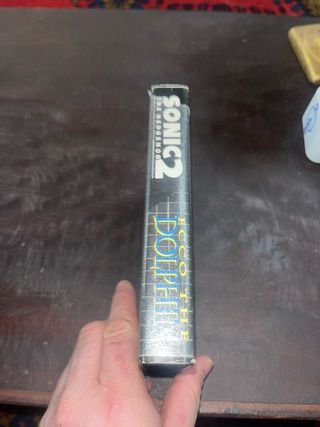 SONIC 2
THE HEDGEHOG
ECCO THE
DOLPHIN